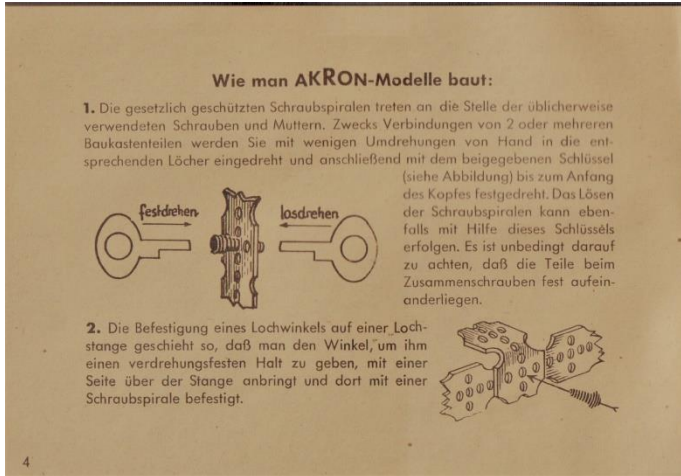 Wie man AKRON-Modelle baut:
1. Die gesetzlich geschützten Schraubspiralen treten an die Stelle der üblicherweise
verwendeten Schrauben und Muttern. Zwecks Verbindungen von 2 oder mehreren
Baukastenteilen werden Sie mit wenigen Umdrehungen von Hand in die ent-
sprechenden Löcher eingedreht und anschließend mit dem beigegebenen Schlüssel
(siehe Abbildung) bis zum Anfang
des Kopfes festgedreht. Das Lösen
der Schraubspiralen kann eben-
falls mit Hilfe dieses Schlüssels
erfolgen. Es ist unbedingt darauf
zu achten, daß die Teile beim
Zusammenschrauben fest aufein-
anderliegen.
festdrehen
losdrehen
2. Die Befestigung eines Lochwinkels auf einer Loch-
stange geschieht so, daß man den Winkel, um ihm
einen verdrehungsfesten Halt zu geben, mit einer
Seite über der Stange anbringt und dort mit einer
Schraubspirale befestigt.
4